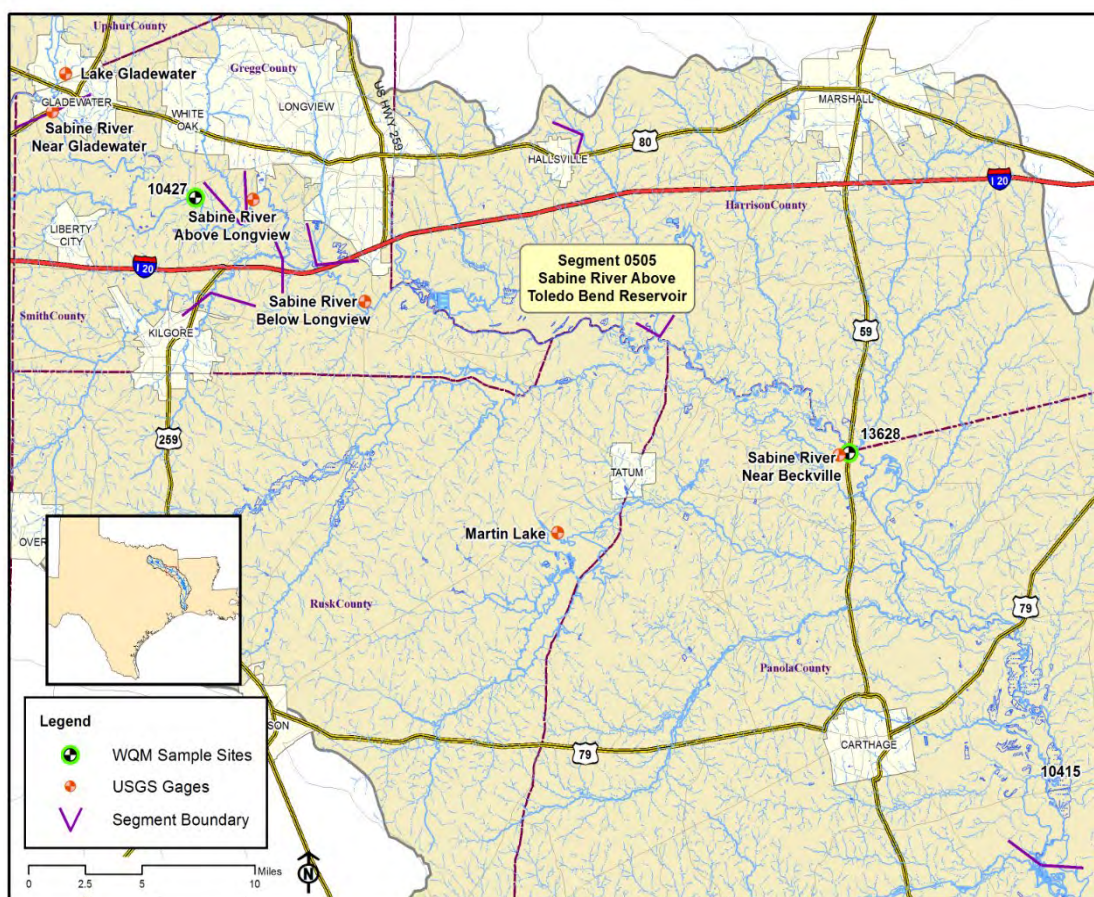 UpshurCounty
Lake Gladewater
GreggCounty
GLADEWATER
WHITE
OAK
LONGVIEW
US HWY 259
MARSHALL
Sabine River
Near Gladewater
HALLSVILLE
80
10427
I 20
HarrisonCounty
LIBERTY
CITY
Sabine River
Above Longview
I 20
Segment 0505
Sabine River Above
Toledo Bend Reservoir
SmithCounty
Sabine River
Below Longview
KILGORE
59
259
13628
Sabine River
Near Beckville
TATUM
OVER
Martin Lake
RuskCounty
79
PanolaCounty
SON
79
CARTHAGE
10415
Legend
WQM Sample Sites
USGS Gages
Segment Boundary
Miles
0 2.5 5 10
N